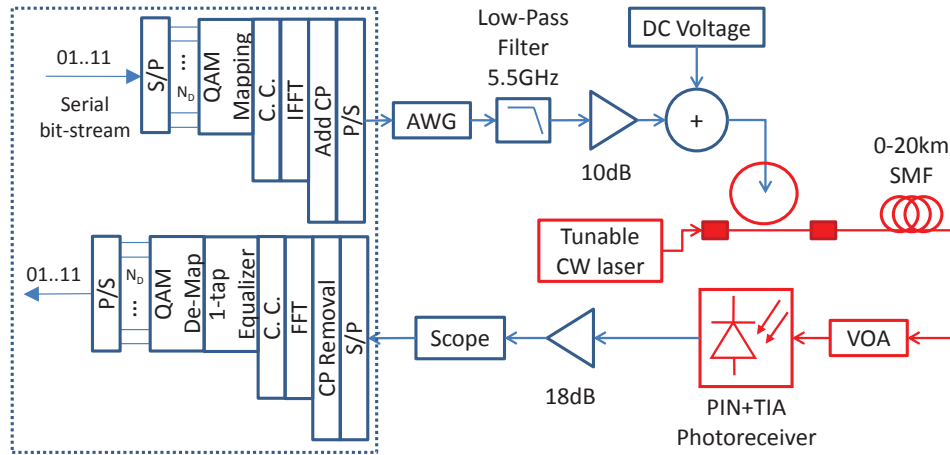 01..11
Serial
bit-stream
S/P
...
N_D
QAM
Mapping
C. C.
IFFT
Add CP
P/S
AWG
Low-Pass
Filter
5.5GHz
10dB
DC Voltage
+
0-20km
SMF
Tunable
CW laser
01..11
P/S
N_D
...
QAM
De-Map
1-tap
Equalizer
C. C.
FFT
CP Removal
S/P
Scope
18dB
PIN+TIA
Photoreceiver
VOA